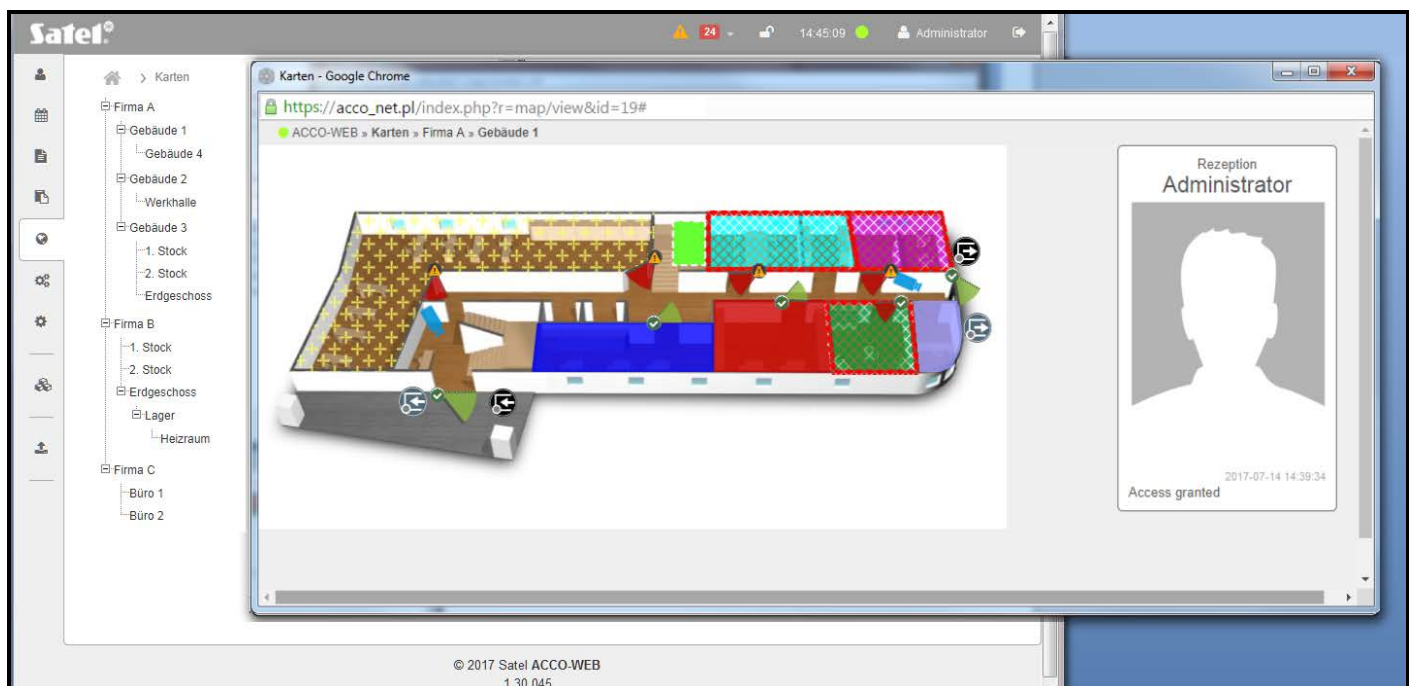 Satel®
24
14:45:09
Administrator
Karten
Firma A
Gebäude 1
Gebäude 4
Gebäude 2
Werkhalle
Gebäude 3
1. Stock
2. Stock
Erdgeschoss
Firma B
1. Stock
2. Stock
Erdgeschoss
Lager
Heizraum
Firma C
Büro 1
Büro 2
Karten - Google Chrome
https://acco_net.pl/index.php?r=map/view&id=19#
ACCO-WEB » Karten » Firma A » Gebäude 1
Rezeption
Administrator
2017-07-14 14:39:34
Access granted
© 2017 Satel ACCO-WEB
1.30.045